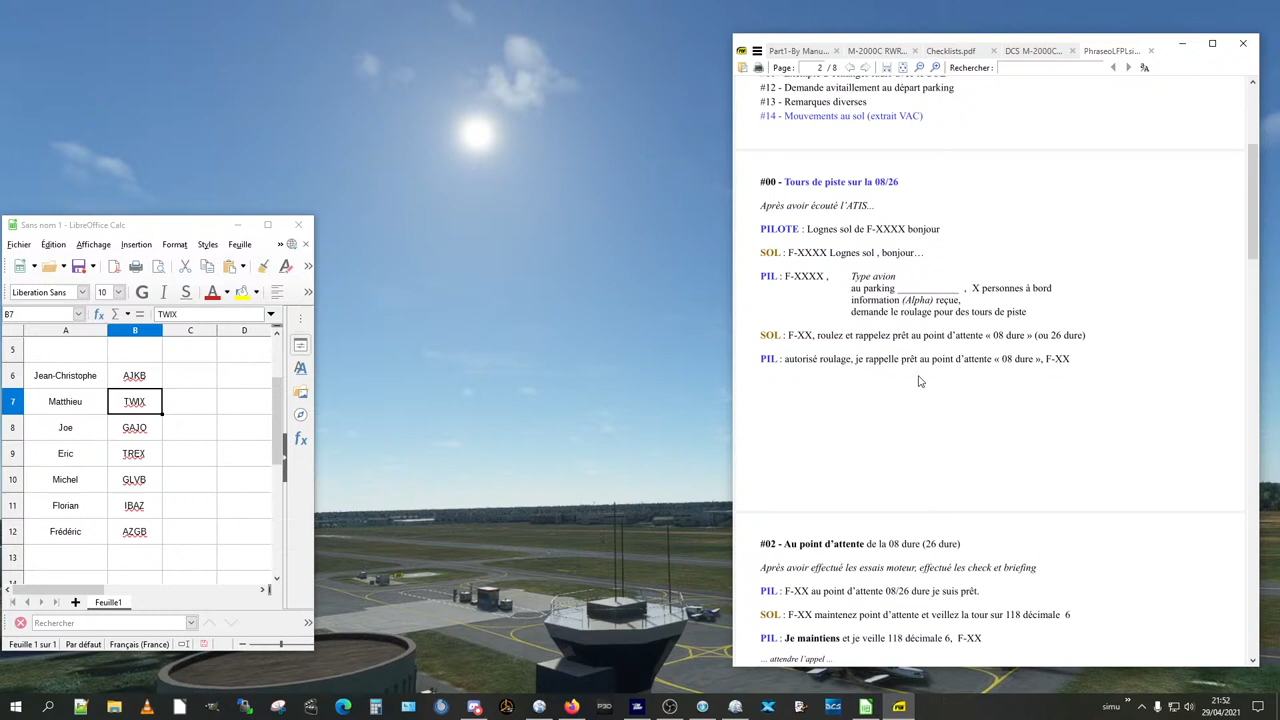 Sans nom 1 - LibreOffice Calc
Fichier Édition Affichage Insertion Format Styles Feuille
Liberation Sans 10 G I S
B7 TWIX
A B C D
5
6 Jean-Christophe AJKB
7 Matthieu TWIX
8 Joe GAJO
9 Eric TREX
10 Michel GLVB
11 Florian IBAZ
12 Frédéric AZGB
13
14
Feuille1
Rechercher
Feuille 1 sur 1 Par défaut Français (France)
Part1-By Manu... M-2000C RWR... Checklists.pdf DCS M-2000C... PhraseoLFPLsi...
Page : 2 / 8 Rechercher :
#12 - Demande avitaillement au départ parking
#13 - Remarques diverses
#14 - Mouvements au sol (extrait VAC)
#00 - Tours de piste sur la 08/26
Après avoir écouté l'ATIS...
PILOTE : Lognes sol de F-XXXX bonjour
SOL : F-XXXX Lognes sol , bonjour…
PIL : F-XXXX , Type avion
au parking ____________ , X personnes à bord
information (Alpha) reçue,
demande le roulage pour des tours de piste
SOL : F-XX, roulez et rappelez prêt au point d'attente « 08 dure » (ou 26 dure)
PIL : autorisé roulage, je rappelle prêt au point d'attente « 08 dure », F-XX
#02 - Au point d'attente de la 08 dure (26 dure)
Après avoir effectué les essais moteur, effectué les check et briefing
PIL : F-XX au point d'attente 08/26 dure je suis prêt.
SOL : F-XX maintenez point d'attente et veillez la tour sur 118 décimale 6
PIL : Je maintiens et je veille 118 décimale 6, F-XX
... attendre l'appel ...
P3D
DCS
simu
21:52
29/04/2021